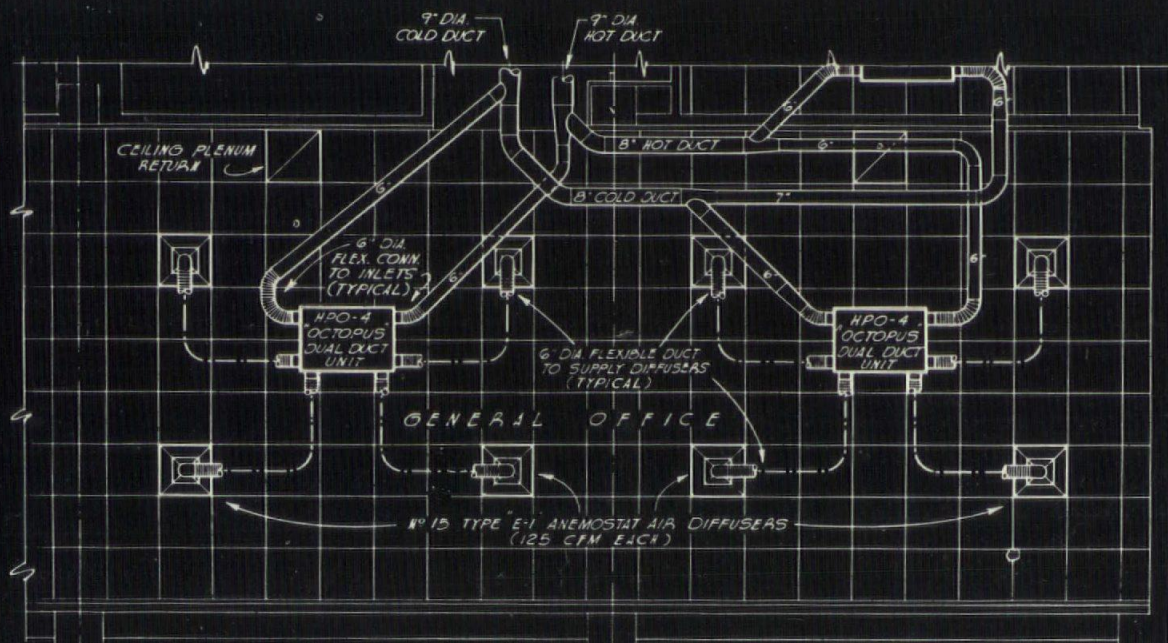 9" DIA.
COLD DUCT
9" DIA.
HOT DUCT
6"
6"
CEILING PLENUM
RETURN
8" HOT DUCT
6"
6"
8" COLD DUCT
7"
6" DIA.
FLEX. CONN.
TO INLETS
(TYPICAL)
6"
6"
6"
HPO-4
"OCTOPUS"
DUAL DUCT
UNIT
HPO-4
"OCTOPUS"
DUAL DUCT
UNIT
6" DIA. FLEXIBLE DUCT
TO SUPPLY DIFFUSERS
(TYPICAL)
GENERAL OFFICE
Nº 15 TYPE "E-1" ANEMOSTAT AIR DIFFUSERS
(125 CFM EACH)